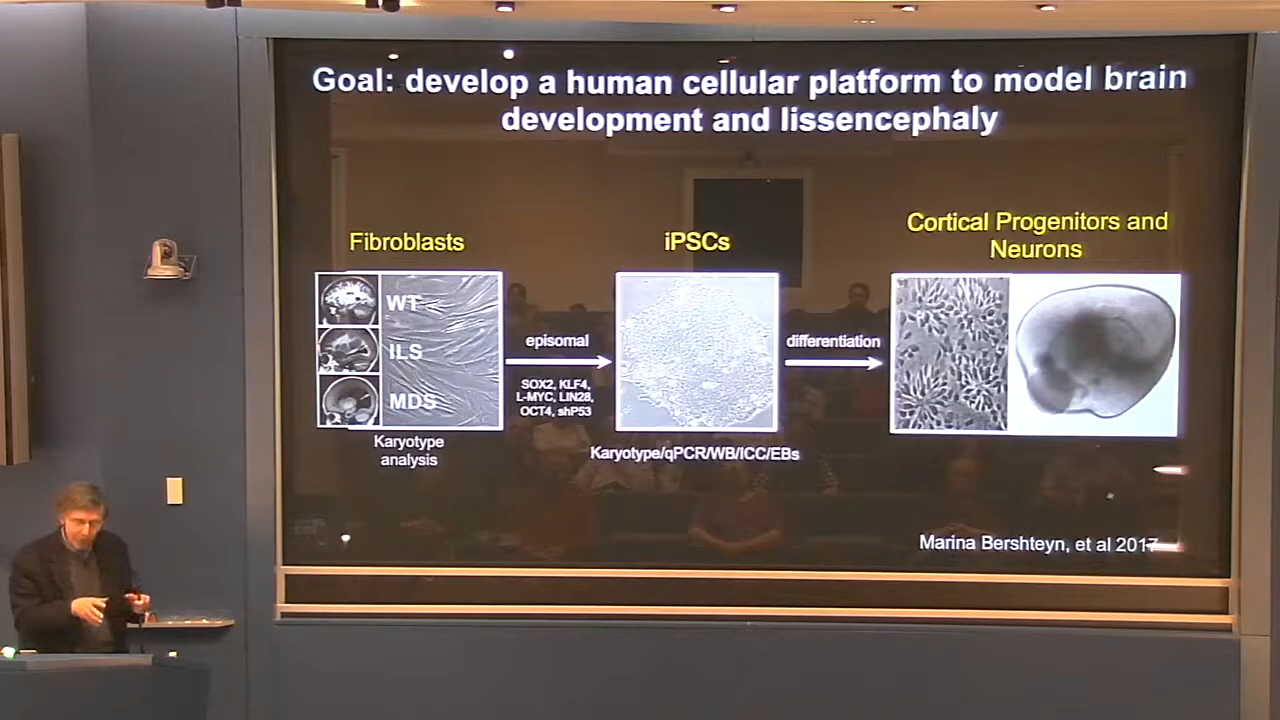 Goal: develop a human cellular platform to model brain
development and lissencephaly
Fibroblasts
iPSCs
Cortical Progenitors and
Neurons
WT
ILS
MDS
episomal
SOX2, KLF4,
L-MYC, LIN28,
OCT4, shP53
differentiation
Karyotype
analysis
Karyotype/qPCR/WB/ICC/EBs
Marina Bershteyn, et al 2017